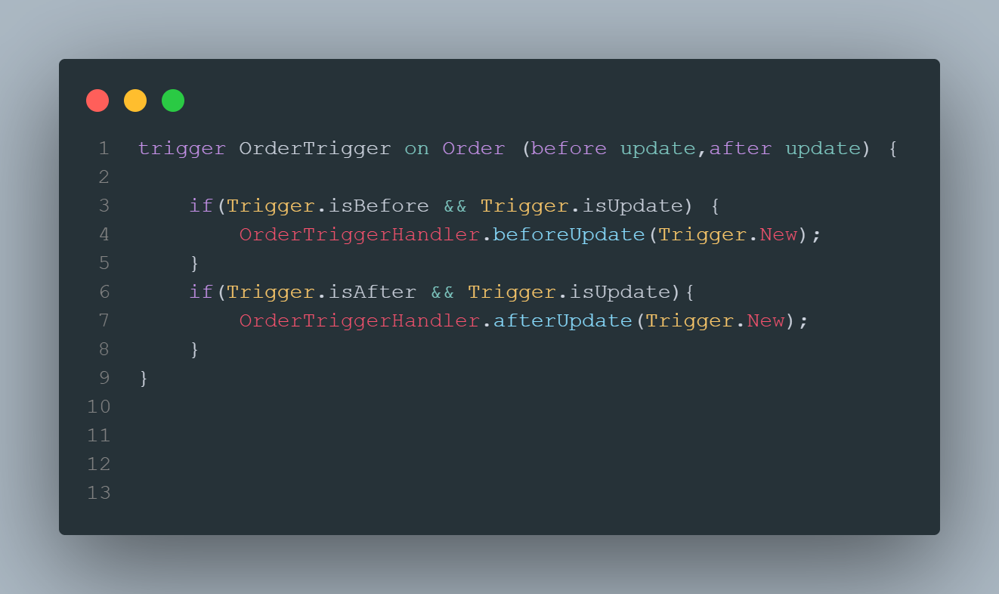 1 trigger OrderTrigger on Order (before update,after update) {
2
3     if(Trigger.isBefore && Trigger.isUpdate) {
4         OrderTriggerHandler.beforeUpdate(Trigger.New);
5     }
6     if(Trigger.isAfter && Trigger.isUpdate){
7         OrderTriggerHandler.afterUpdate(Trigger.New);
8     }
9 }
10
11
12
13